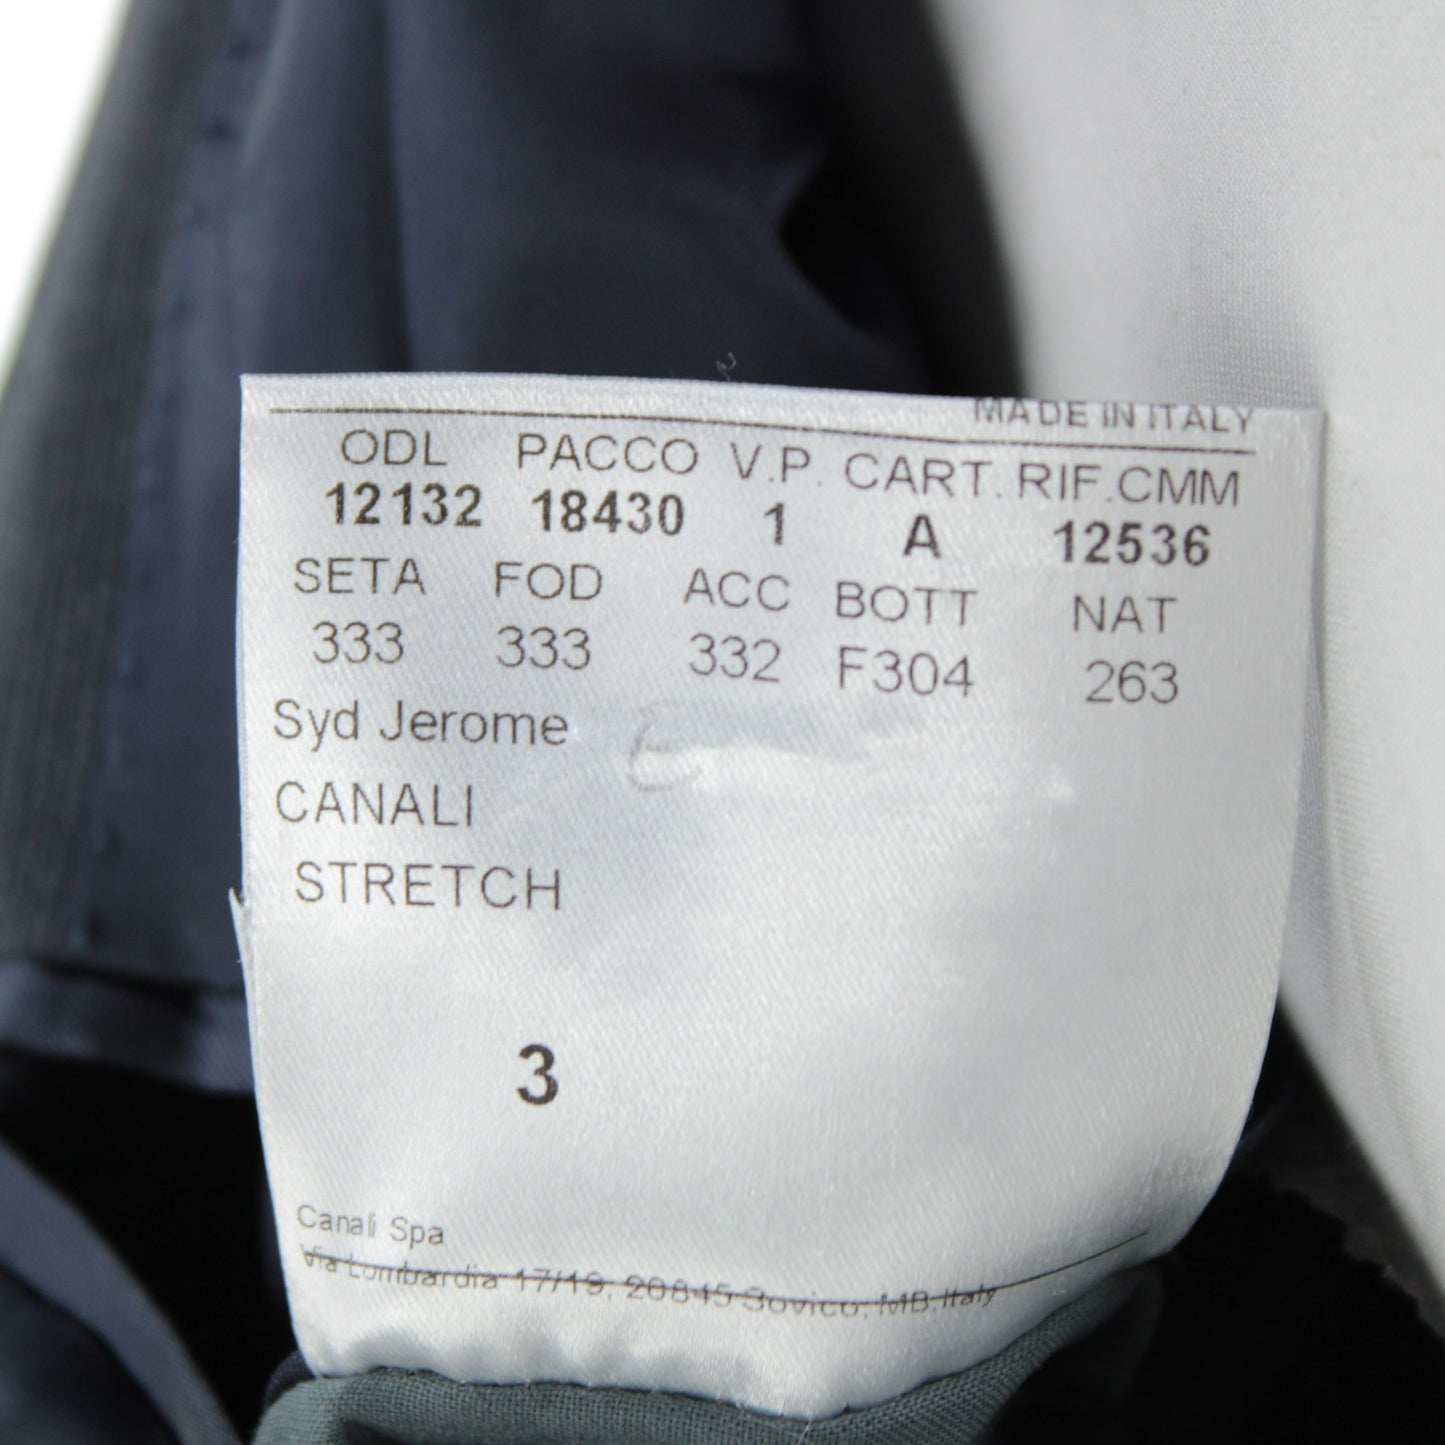 MADE IN ITALY
ODL PACCO V.P. CART. RIF.CMM
12132 18430 1 A 12536
SETA FOD ACC BOTT NAT
333 333 332 F304 263
Syd Jerome
CANALI
STRETCH
3
Canali Spa
Via Lombardia 17/19, 20845 Sovico, MB, Italy